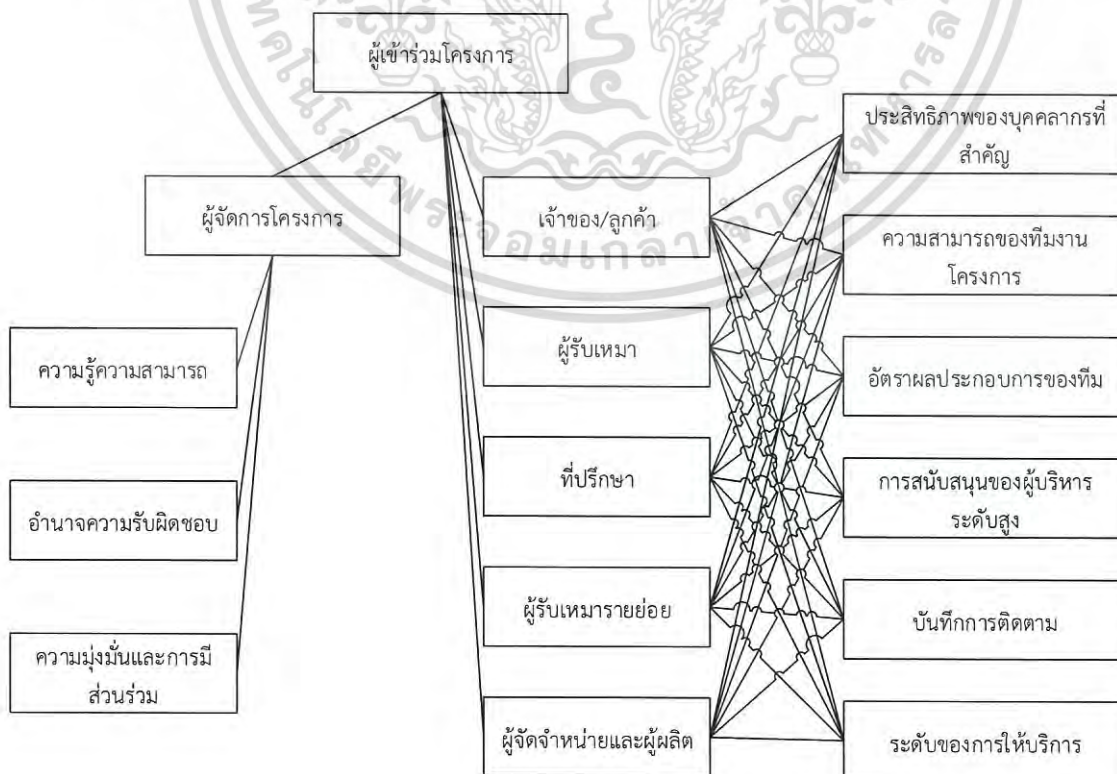 ผู้เข้าร่วมโครงการ
ผู้จัดการโครงการ
ความรู้ความสามารถ
อำนาจความรับผิดชอบ
ความมุ่งมั่นและการมี
ส่วนร่วม
เจ้าของ/ลูกค้า
ผู้รับเหมา
ที่ปรึกษา
ผู้รับเหมารายย่อย
ผู้จัดจำหน่ายและผู้ผลิต
ประสิทธิภาพของบุคคลากรที่
สำคัญ
ความสามารถของทีมงาน
โครงการ
อัตราผลประกอบการของทีม
การสนับสนุนของผู้บริหาร
ระดับสูง
บันทึกการติดตาม
ระดับของการให้บริการ